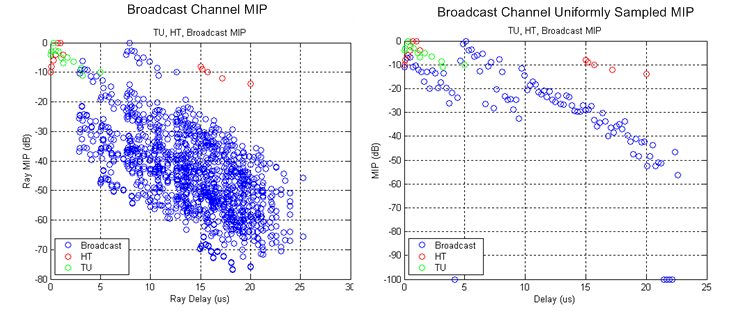 Broadcast Channel MIP
TU, HT, Broadcast MIP
0
-10
-20
-30
-40
-50
-60
-70
-80
Ray MIP (dB)
0
5
10
15
20
25
30
Ray Delay (us)
Broadcast
HT
TU
Broadcast Channel Uniformly Sampled MIP
TU, HT, Broadcast MIP
0
-10
-20
-30
-40
-50
-60
-70
-80
-90
-100
MIP (dB)
0
5
10
15
20
25
Delay (us)
Broadcast
HT
TU